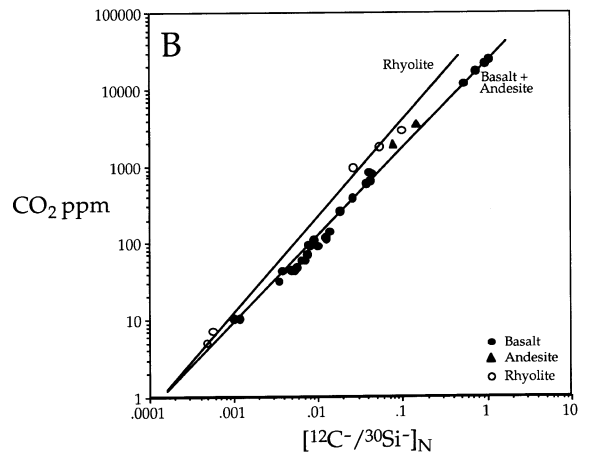 B
100000
10000
1000
100
10
1
CO₂ ppm
Rhyolite
Basalt +
Andesite
Basalt
Andesite
Rhyolite
.0001
.001
.01
.1
1
10
[¹²C⁻/³⁰Si⁻]N